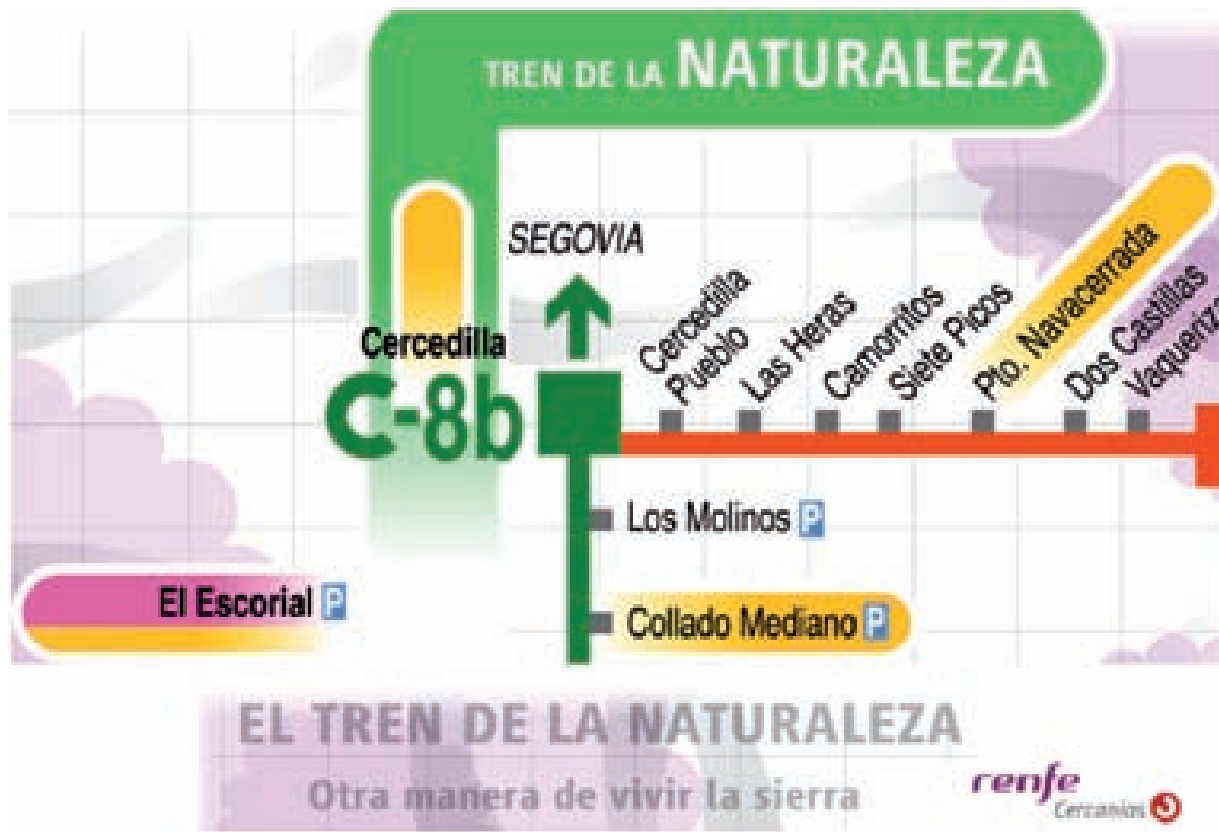 TREN DE LA NATURALEZA
SEGOVIA
Cercedilla
C-8b
Cercedilla
Pueblo
Las Heras
Camorritos
Siete Picos
Pto. Navacerrada
Dos Castillas
Los Molinos P
El Escorial P
Collado Mediano P
EL TREN DE LA NATURALEZA
Otra manera de vivir la sierra
renfe
Cercanías